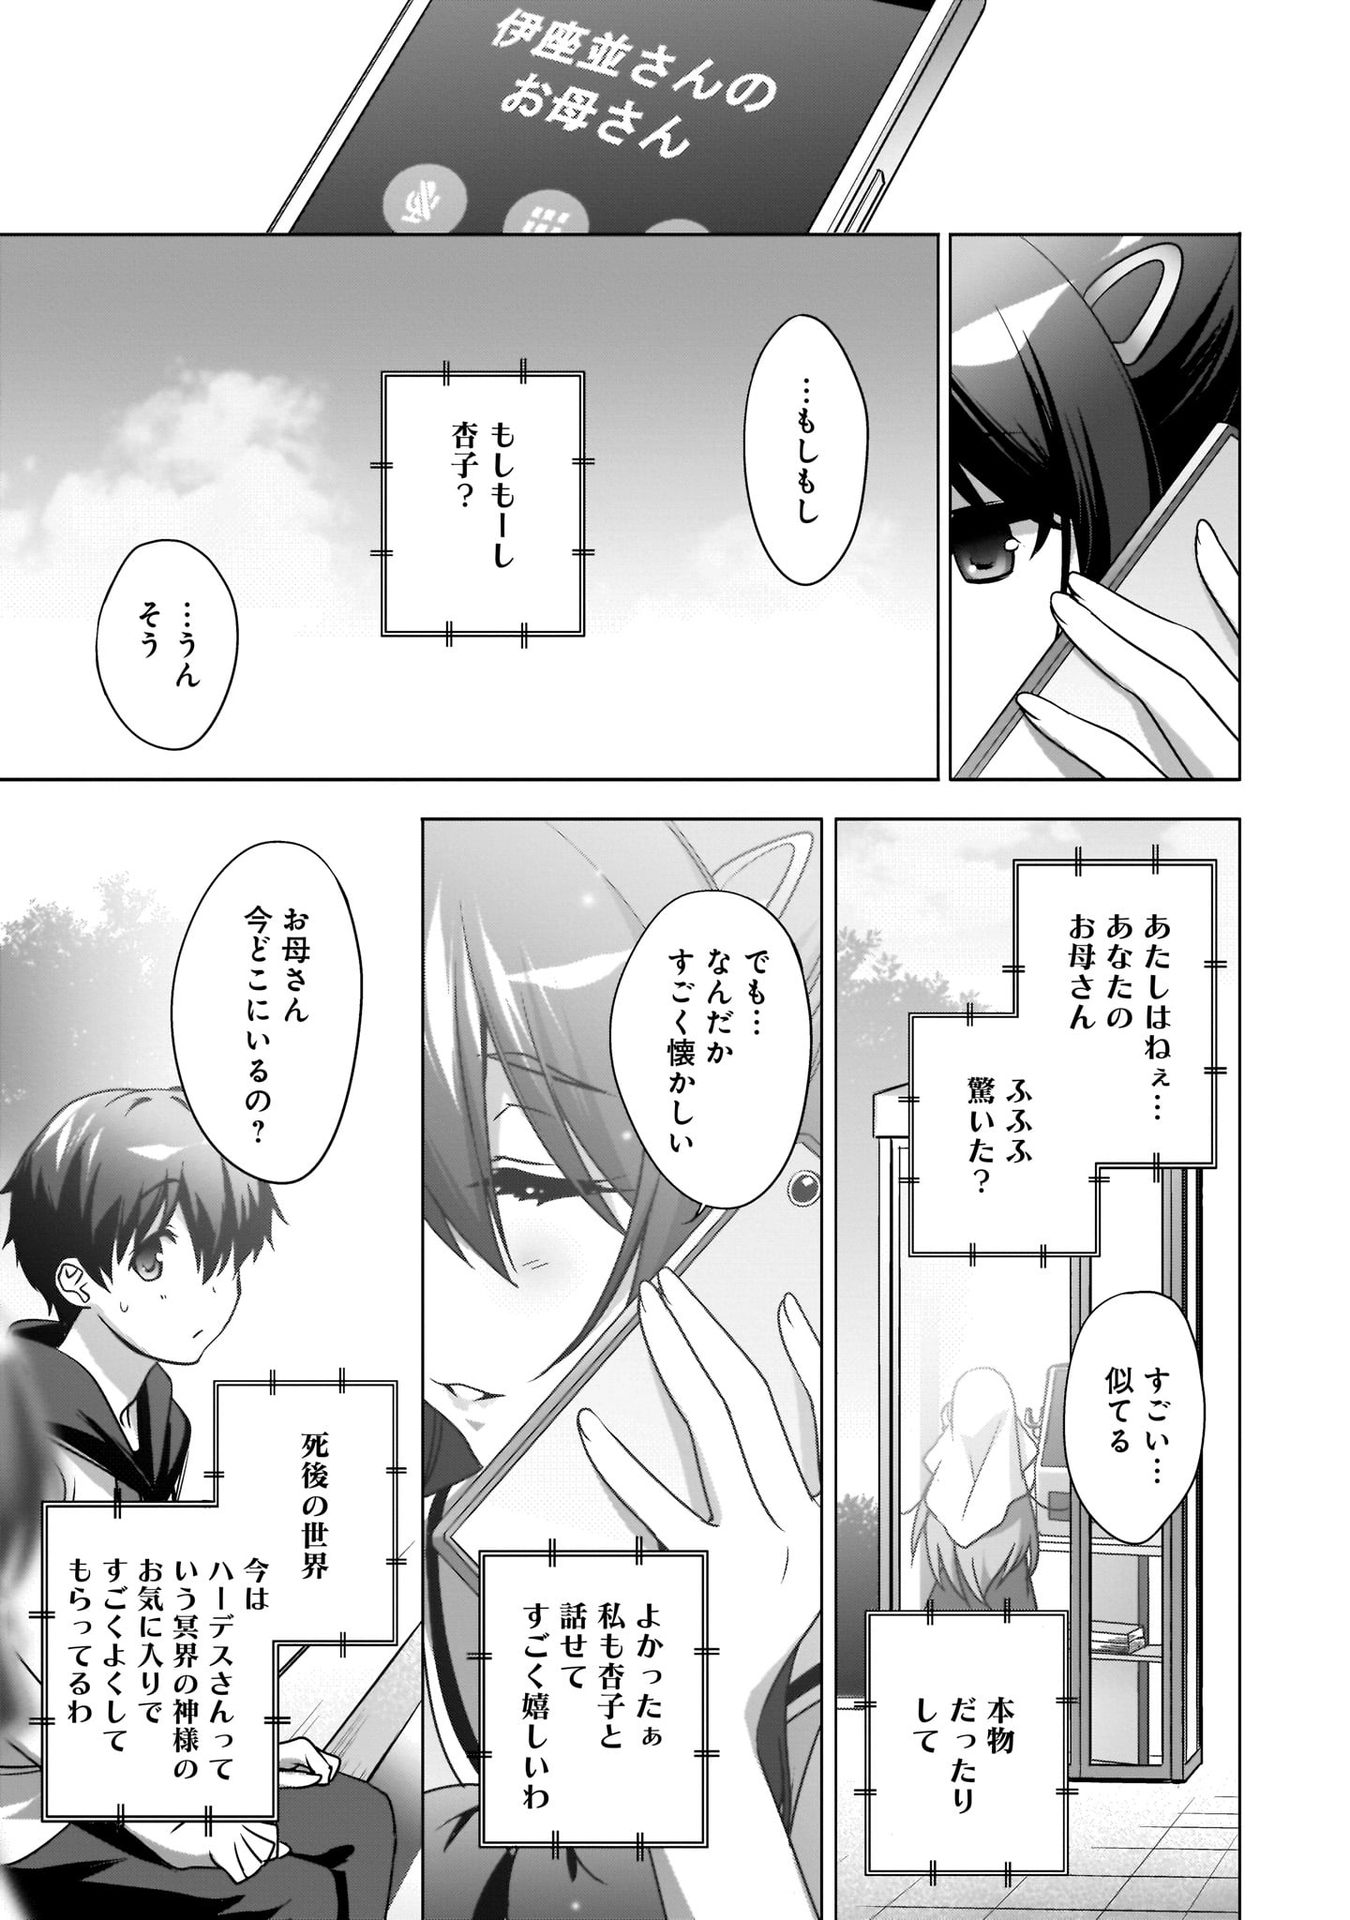 伊座並さんの
お母さん
…もしもし
もしもーし
杏子？
…うん
そう
あたしはねぇ…
あなたの
お母さん
ふふふ
驚いた？
すごい…
似てる
本物
だったり
して
でも…
なんだか
すごく懐かしい
よかったぁ
私も杏子と
話せて
すごく嬉しいわ
お母さん
今どこにいるの？
死後の世界
今は
ハーデスさんって
いう冥界の神様の
お気に入りで
すごくよくして
もらってるわ